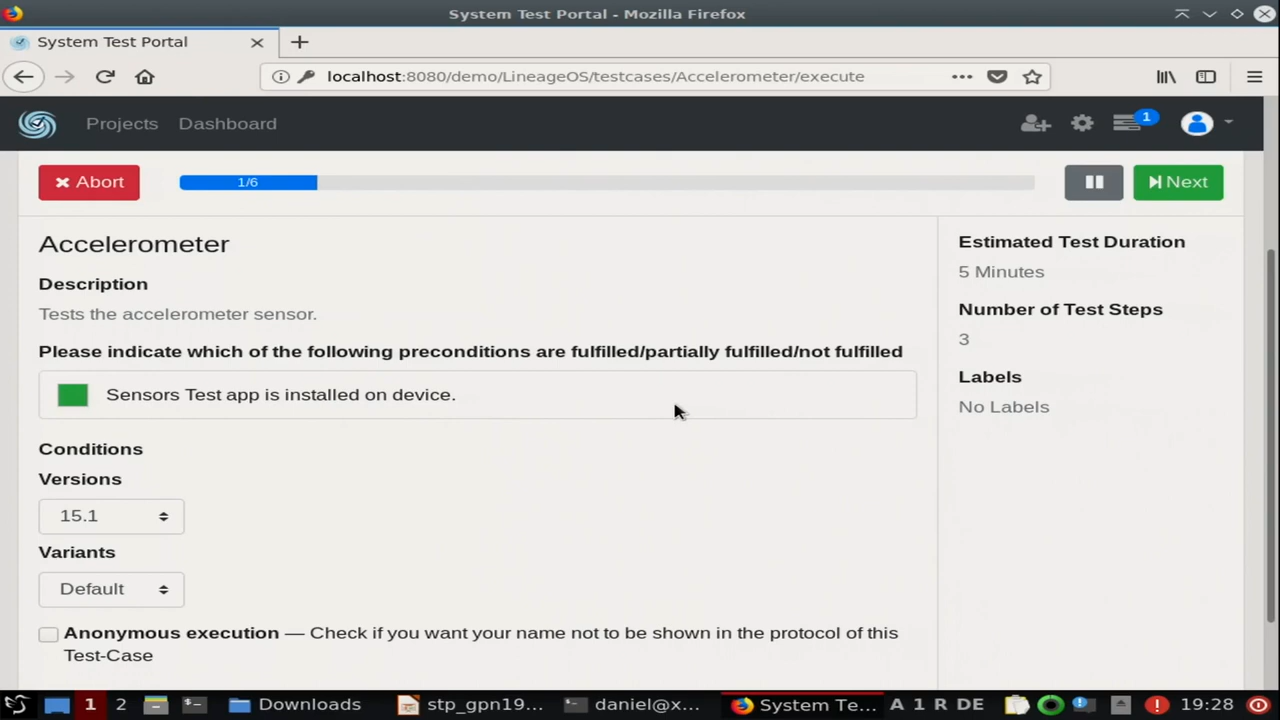 System Test Portal - Mozilla Firefox
System Test Portal
localhost:8080/demo/LineageOS/testcases/Accelerometer/execute
Projects Dashboard
1
Abort
1/6
Next
Accelerometer
Description
Tests the accelerometer sensor.
Please indicate which of the following preconditions are fulfilled/partially fulfilled/not fulfilled
Sensors Test app is installed on device.
Conditions
Versions
15.1
Variants
Default
Anonymous execution — Check if you want your name not to be shown in the protocol of this
Test-Case
Estimated Test Duration
5 Minutes
Number of Test Steps
3
Labels
No Labels
1 2 Downloads stp_gpn19... daniel@x... System Te... A 1 R DE 19:28